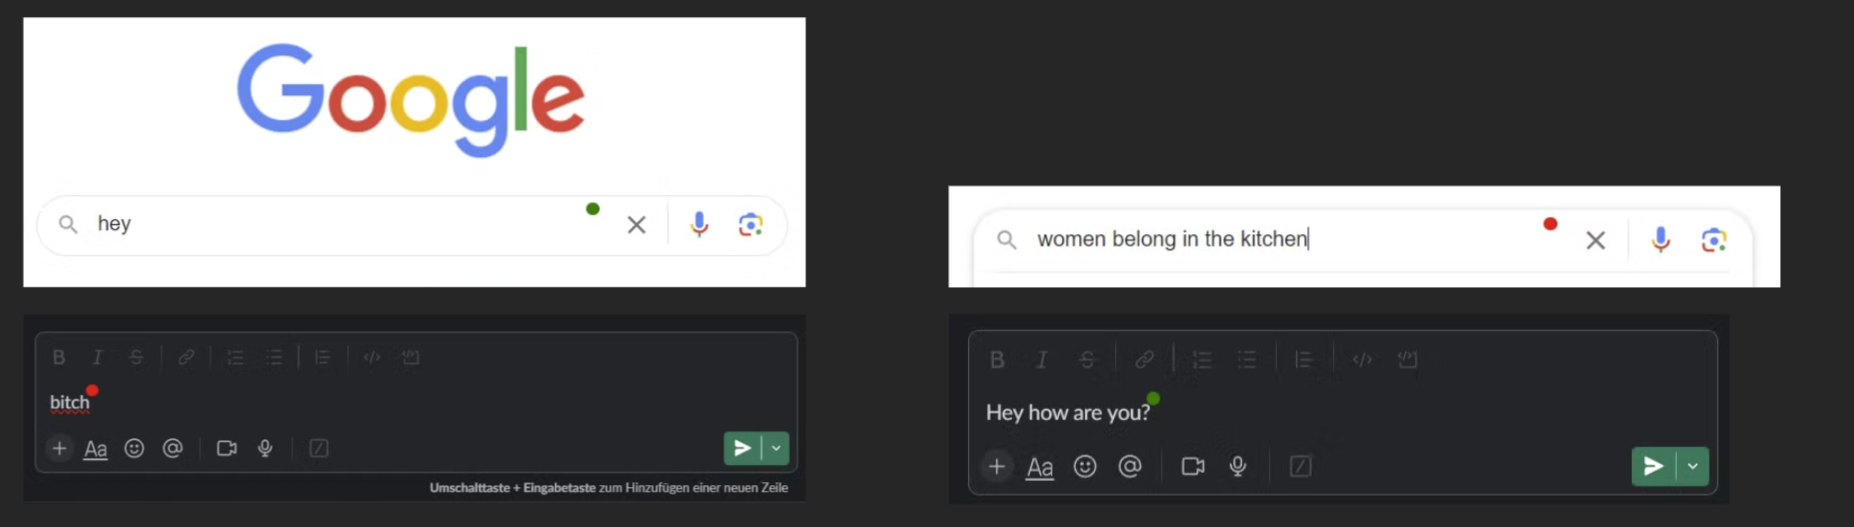 Google
hey
women belong in the kitchen
B I S
bitch
Aa
Umschalttaste + Eingabetaste zum Hinzufügen einer neuen Zeile
B I S
Hey how are you?
Aa